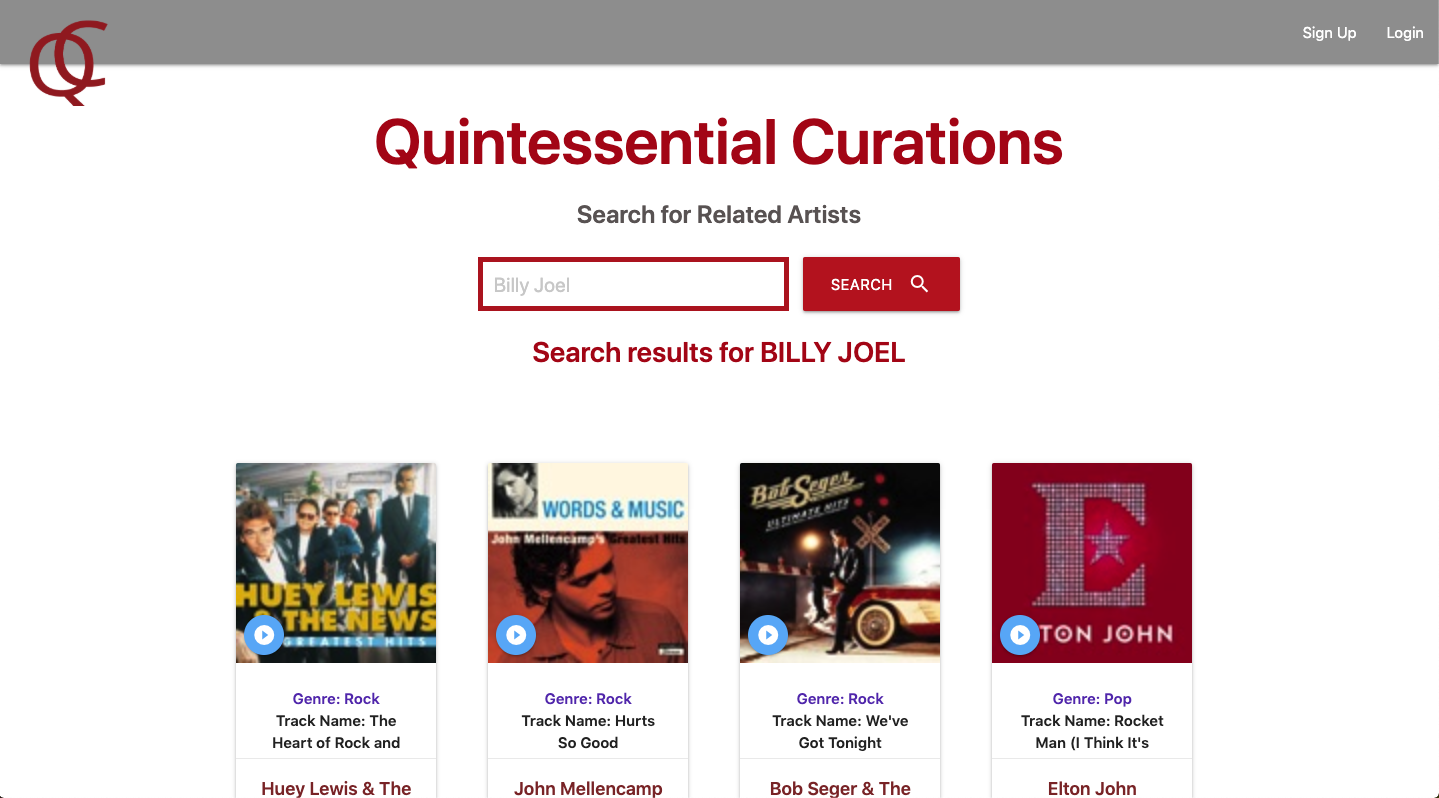 QC
Sign Up
Login
Quintessential Curations
Search for Related Artists
Billy Joel
SEARCH
Search results for BILLY JOEL
HUEY LEWIS
& THE NEWS
GREATEST HITS
WORDS & MUSIC
John Mellencamp's Greatest Hits
Bob Seger
ULTIMATE HITS
E
TON JOHN
Genre: Rock
Track Name: The
Heart of Rock and
Huey Lewis & The
Genre: Rock
Track Name: Hurts
So Good
John Mellencamp
Genre: Rock
Track Name: We've
Got Tonight
Bob Seger & The
Genre: Pop
Track Name: Rocket
Man (I Think It's
Elton John